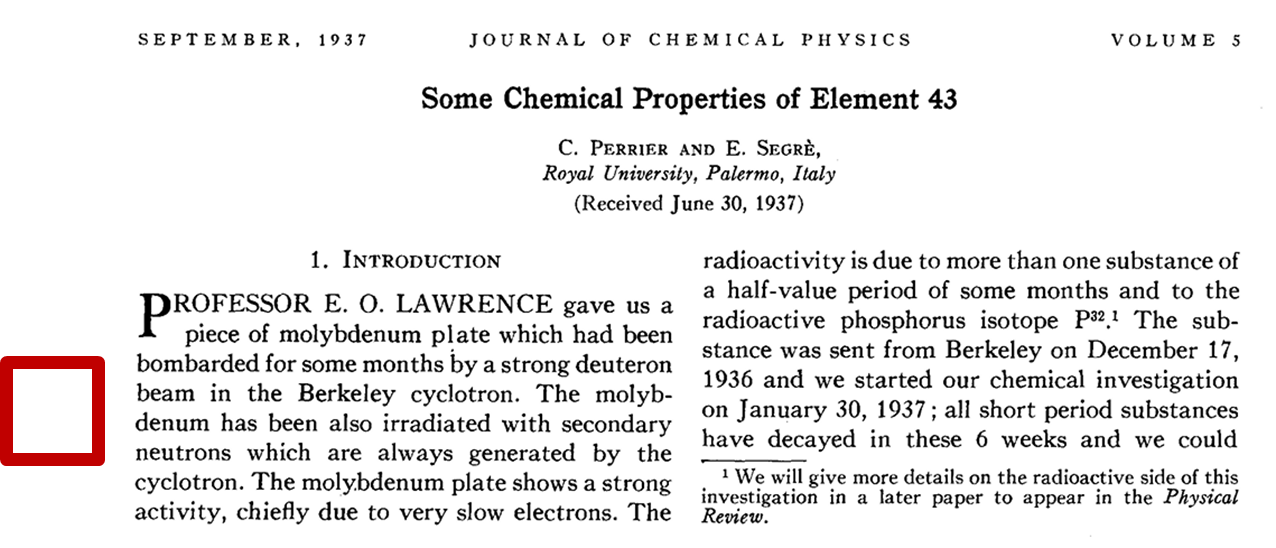 SEPTEMBER, 1937 JOURNAL OF CHEMICAL PHYSICS VOLUME 5
Some Chemical Properties of Element 43
C. PERRIER AND E. SEGRÈ,
Royal University, Palermo, Italy
(Received June 30, 1937)
1. INTRODUCTION
PROFESSOR E. O. LAWRENCE gave us a
piece of molybdenum plate which had been
bombarded for some months by a strong deuteron
beam in the Berkeley cyclotron. The molyb-
denum has been also irradiated with secondary
neutrons which are always generated by the
cyclotron. The molybdenum plate shows a strong
activity, chiefly due to very slow electrons. The
radioactivity is due to more than one substance of
a half-value period of some months and to the
radioactive phosphorus isotope P³².¹ The sub-
stance was sent from Berkeley on December 17,
1936 and we started our chemical investigation
on January 30, 1937; all short period substances
have decayed in these 6 weeks and we could
¹ We will give more details on the radioactive side of this
investigation in a later paper to appear in the Physical
Review.